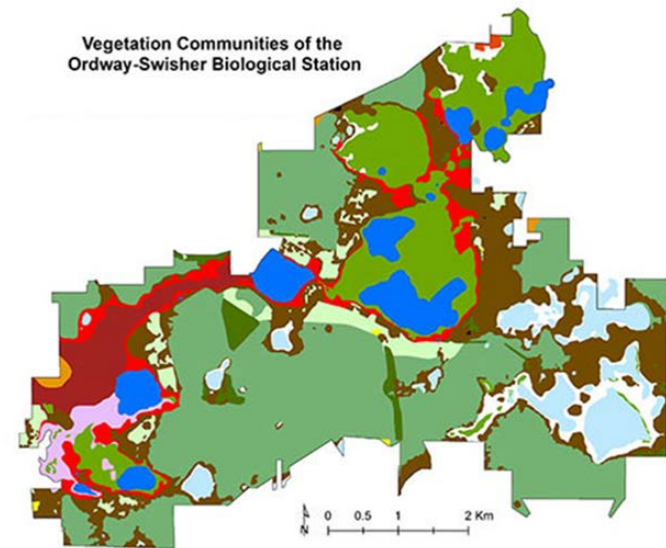 Vegetation Communities of the
Ordway-Swisher Biological Station
N
0 0.5 1 2 Km